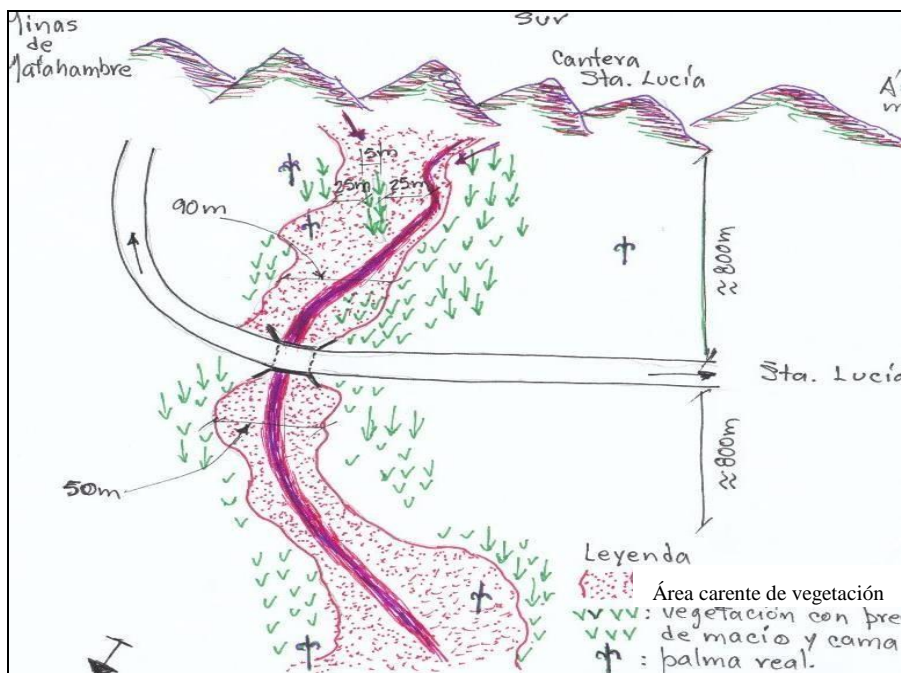 Sur
Minas
de
Matahambre
Cantera
Sta. Lucía
5m
25m 25m
90m
≈800m
Sta. Lucía
≈800m
50m
Leyenda
Área carente de vegetación
: vegetación con pre
de macío y cama
: palma real.